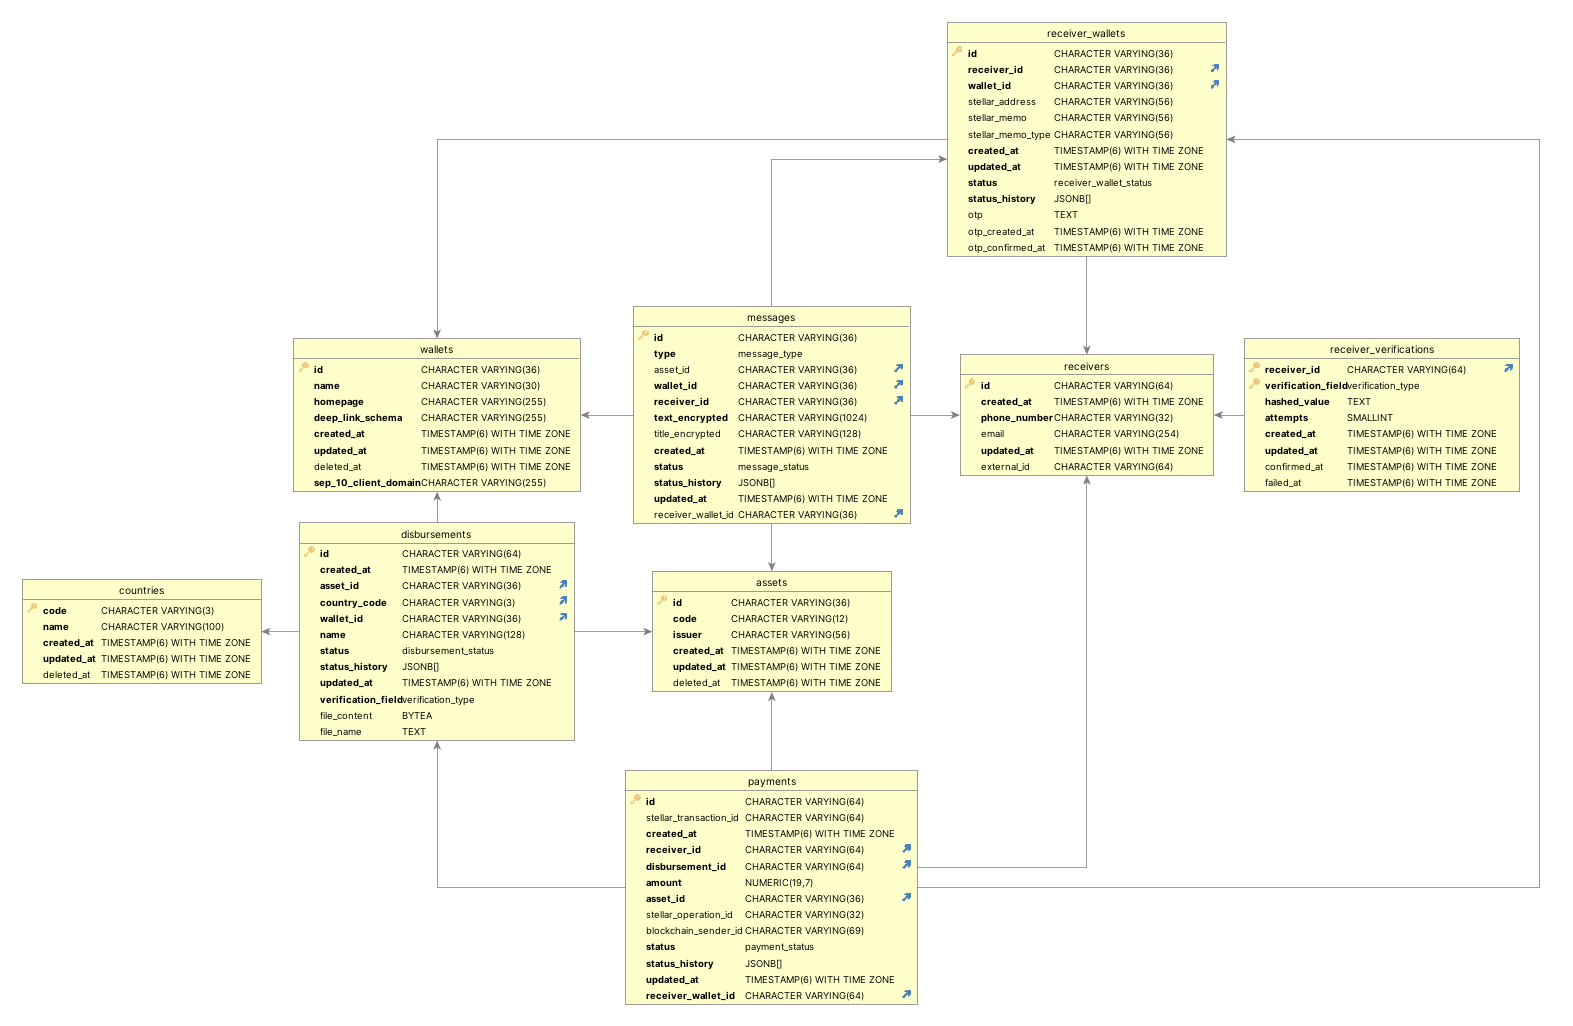 receiver_wallets
id CHARACTER VARYING(36)
receiver_id CHARACTER VARYING(36)
wallet_id CHARACTER VARYING(36)
stellar_address CHARACTER VARYING(56)
stellar_memo CHARACTER VARYING(56)
stellar_memo_type CHARACTER VARYING(56)
created_at TIMESTAMP(6) WITH TIME ZONE
updated_at TIMESTAMP(6) WITH TIME ZONE
status receiver_wallet_status
status_history JSONB[]
otp TEXT
otp_created_at TIMESTAMP(6) WITH TIME ZONE
otp_confirmed_at TIMESTAMP(6) WITH TIME ZONE
messages
id CHARACTER VARYING(36)
type message_type
asset_id CHARACTER VARYING(36)
wallet_id CHARACTER VARYING(36)
receiver_id CHARACTER VARYING(36)
text_encrypted CHARACTER VARYING(1024)
title_encrypted CHARACTER VARYING(128)
created_at TIMESTAMP(6) WITH TIME ZONE
status message_status
status_history JSONB[]
updated_at TIMESTAMP(6) WITH TIME ZONE
receiver_wallet_id CHARACTER VARYING(36)
wallets
id CHARACTER VARYING(36)
name CHARACTER VARYING(30)
homepage CHARACTER VARYING(255)
deep_link_schema CHARACTER VARYING(255)
created_at TIMESTAMP(6) WITH TIME ZONE
updated_at TIMESTAMP(6) WITH TIME ZONE
deleted_at TIMESTAMP(6) WITH TIME ZONE
sep_10_client_domain CHARACTER VARYING(255)
receivers
id CHARACTER VARYING(64)
created_at TIMESTAMP(6) WITH TIME ZONE
phone_number CHARACTER VARYING(32)
email CHARACTER VARYING(254)
updated_at TIMESTAMP(6) WITH TIME ZONE
external_id CHARACTER VARYING(64)
receiver_verifications
receiver_id CHARACTER VARYING(64)
verification_field verification_type
hashed_value TEXT
attempts SMALLINT
created_at TIMESTAMP(6) WITH TIME ZONE
updated_at TIMESTAMP(6) WITH TIME ZONE
confirmed_at TIMESTAMP(6) WITH TIME ZONE
failed_at TIMESTAMP(6) WITH TIME ZONE
disbursements
id CHARACTER VARYING(64)
created_at TIMESTAMP(6) WITH TIME ZONE
asset_id CHARACTER VARYING(36)
country_code CHARACTER VARYING(3)
wallet_id CHARACTER VARYING(36)
name CHARACTER VARYING(128)
status disbursement_status
status_history JSONB[]
updated_at TIMESTAMP(6) WITH TIME ZONE
verification_field verification_type
file_content BYTEA
file_name TEXT
countries
code CHARACTER VARYING(3)
name CHARACTER VARYING(100)
created_at TIMESTAMP(6) WITH TIME ZONE
updated_at TIMESTAMP(6) WITH TIME ZONE
deleted_at TIMESTAMP(6) WITH TIME ZONE
assets
id CHARACTER VARYING(36)
code CHARACTER VARYING(12)
issuer CHARACTER VARYING(56)
created_at TIMESTAMP(6) WITH TIME ZONE
updated_at TIMESTAMP(6) WITH TIME ZONE
deleted_at TIMESTAMP(6) WITH TIME ZONE
payments
id CHARACTER VARYING(64)
stellar_transaction_id CHARACTER VARYING(64)
created_at TIMESTAMP(6) WITH TIME ZONE
receiver_id CHARACTER VARYING(64)
disbursement_id CHARACTER VARYING(64)
amount NUMERIC(19,7)
asset_id CHARACTER VARYING(36)
stellar_operation_id CHARACTER VARYING(32)
blockchain_sender_id CHARACTER VARYING(69)
status payment_status
status_history JSONB[]
updated_at TIMESTAMP(6) WITH TIME ZONE
receiver_wallet_id CHARACTER VARYING(64)